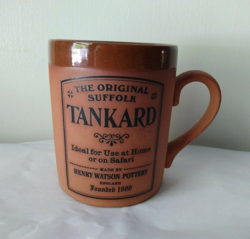 THE ORIGINAL
SUFFOLK
TANKARD
Ideal for Use at Home
or on Safari
MADE BY
HENRY WATSON POTTERY
ENGLAND
Founded 1800